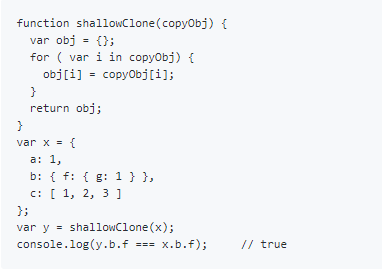 function shallowClone(copyObj) {
  var obj = {};
  for ( var i in copyObj) {
    obj[i] = copyObj[i];
  }
  return obj;
}
var x = {
  a: 1,
  b: { f: { g: 1 } },
  c: [ 1, 2, 3 ]
};
var y = shallowClone(x);
console.log(y.b.f === x.b.f);     // true